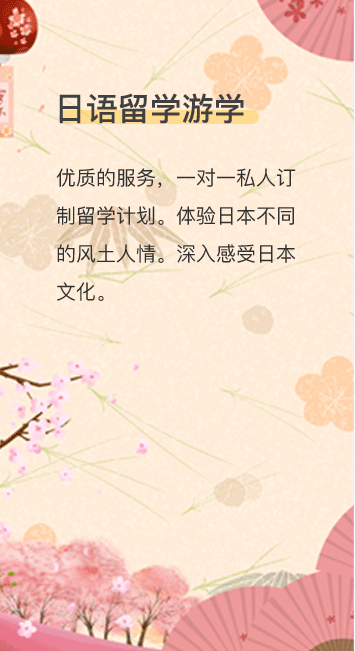 日语留学游学
优质的服务，一对一私人订
制留学计划。体验日本不同
的风土人情。深入感受日本
文化。